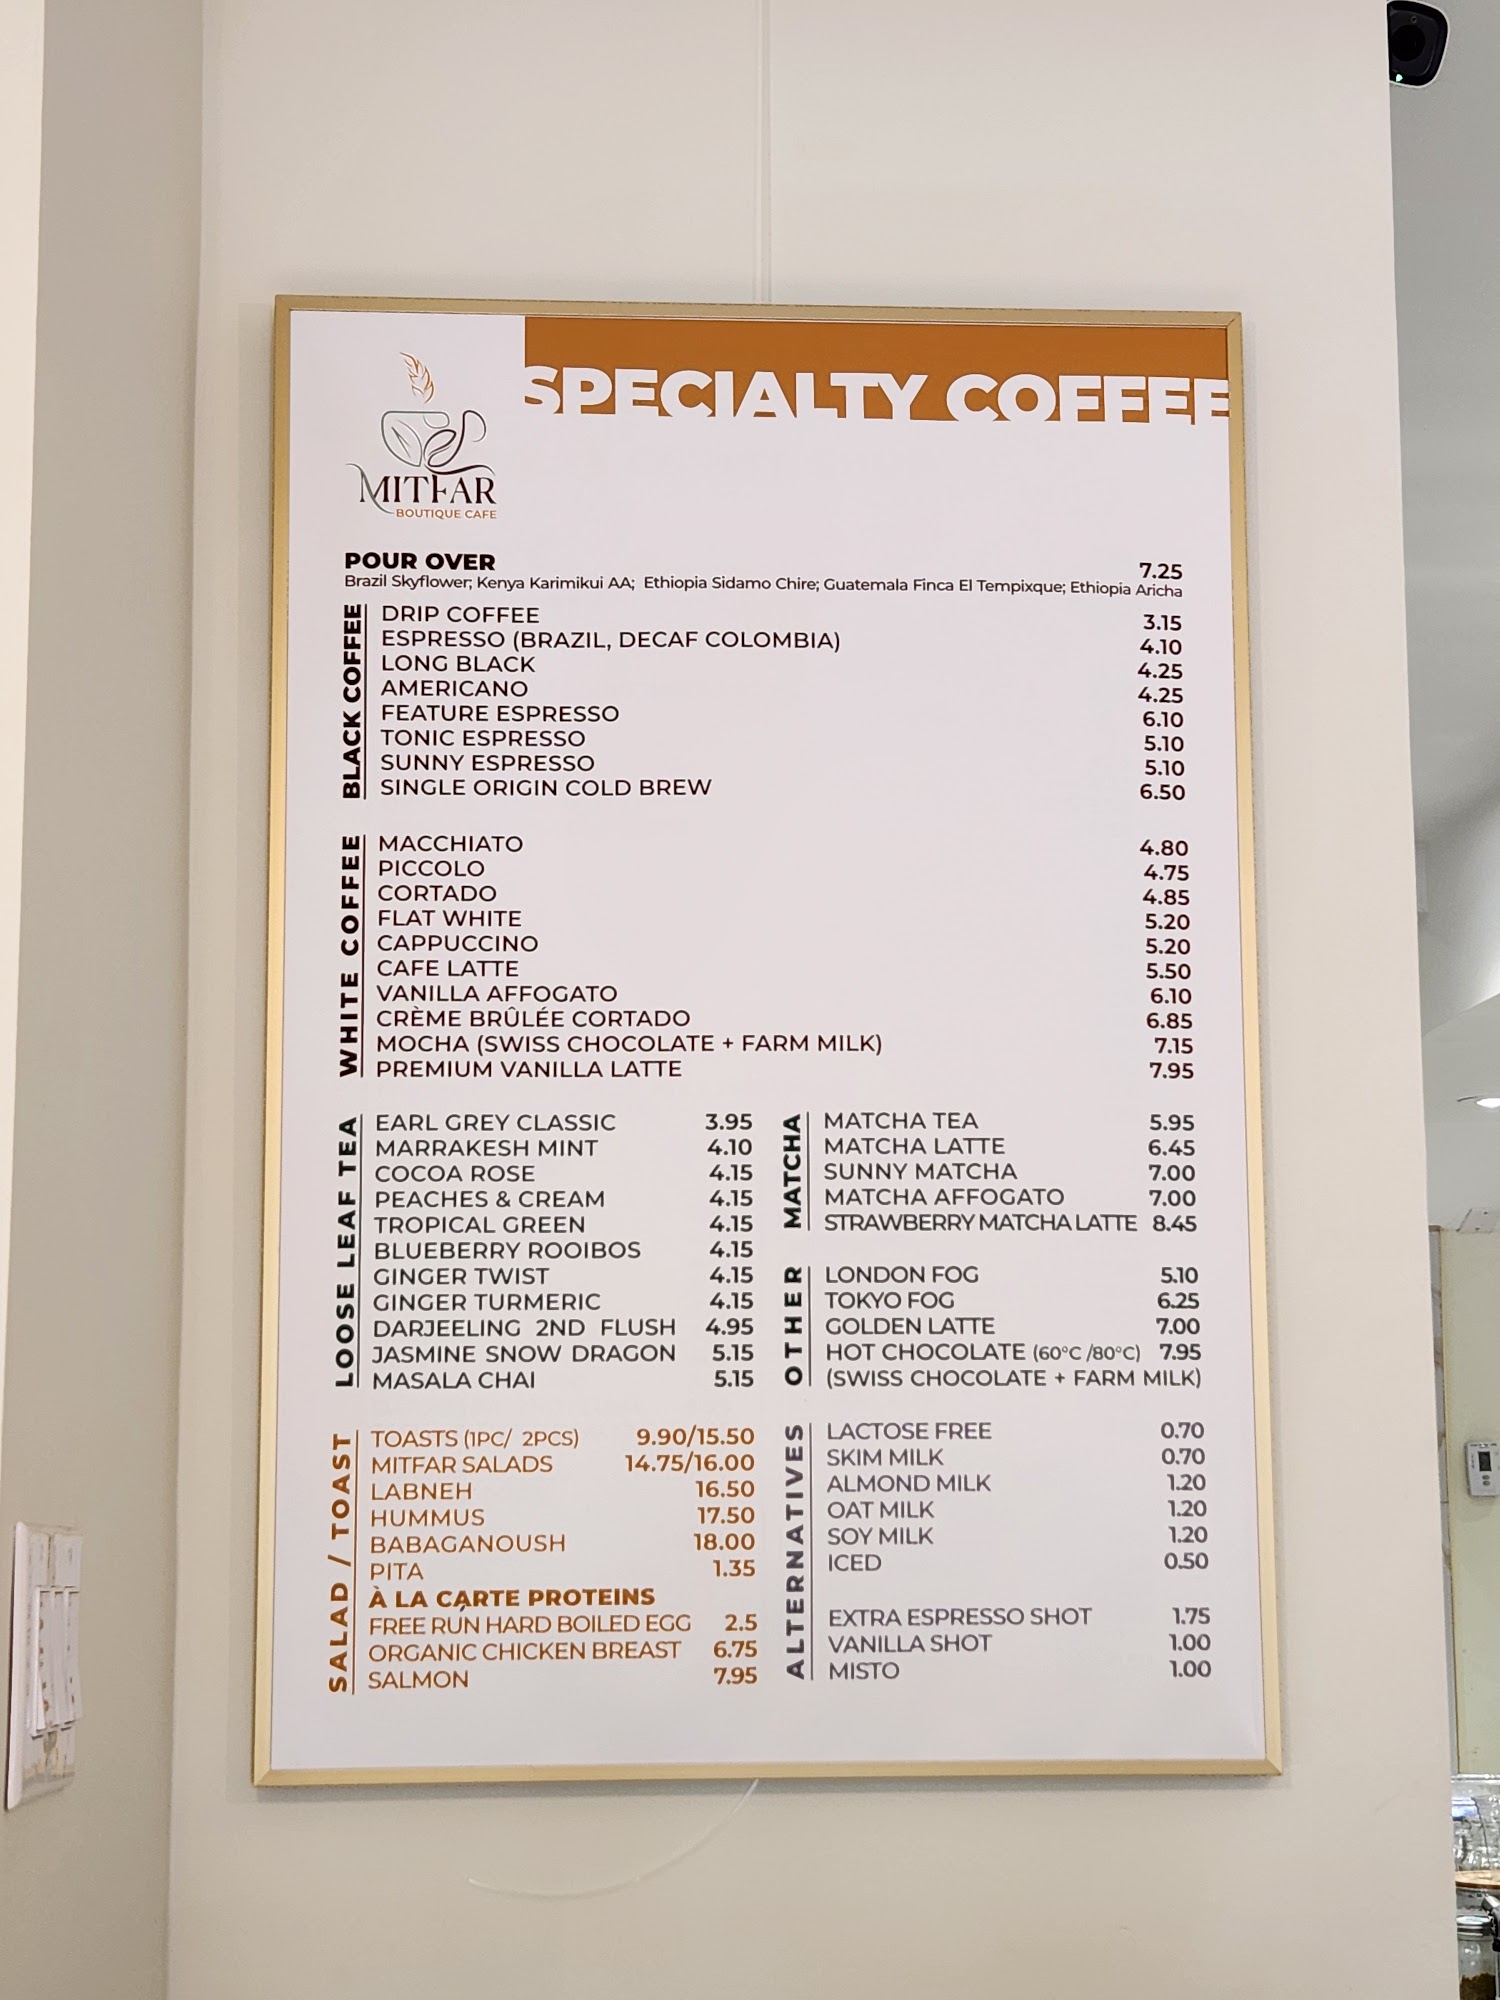 SPECIALTY COFFEE
MITFAR
BOUTIQUE CAFE
POUR OVER 7.25
Brazil Skyflower; Kenya Karimikui AA; Ethiopia Sidamo Chire; Guatemala Finca El Tempixque; Ethiopia Aricha
BLACK COFFEE
DRIP COFFEE 3.15
ESPRESSO (BRAZIL, DECAF COLOMBIA) 4.10
LONG BLACK 4.25
AMERICANO 4.25
FEATURE ESPRESSO 6.10
TONIC ESPRESSO 5.10
SUNNY ESPRESSO 5.10
SINGLE ORIGIN COLD BREW 6.50
WHITE COFFEE
MACCHIATO 4.80
PICCOLO 4.75
CORTADO 4.85
FLAT WHITE 5.20
CAPPUCCINO 5.20
CAFE LATTE 5.50
VANILLA AFFOGATO 6.10
CRÈME BRÛLÉE CORTADO 6.85
MOCHA (SWISS CHOCOLATE + FARM MILK) 7.15
PREMIUM VANILLA LATTE 7.95
LOOSE LEAF TEA
EARL GREY CLASSIC 3.95
MARRAKESH MINT 4.10
COCOA ROSE 4.15
PEACHES & CREAM 4.15
TROPICAL GREEN 4.15
BLUEBERRY ROOIBOS 4.15
GINGER TWIST 4.15
GINGER TURMERIC 4.15
DARJEELING 2ND FLUSH 4.95
JASMINE SNOW DRAGON 5.15
MASALA CHAI 5.15
MATCHA
MATCHA TEA 5.95
MATCHA LATTE 6.45
SUNNY MATCHA 7.00
MATCHA AFFOGATO 7.00
STRAWBERRY MATCHA LATTE 8.45
OTHER
LONDON FOG 5.10
TOKYO FOG 6.25
GOLDEN LATTE 7.00
HOT CHOCOLATE (60°C /80°C) 7.95
(SWISS CHOCOLATE + FARM MILK)
SALAD / TOAST
TOASTS (1PC/ 2PCS) 9.90/15.50
MITFAR SALADS 14.75/16.00
LABNEH 16.50
HUMMUS 17.50
BABAGANOUSH 18.00
PITA 1.35
À LA CARTE PROTEINS
FREE RUN HARD BOILED EGG 2.5
ORGANIC CHICKEN BREAST 6.75
SALMON 7.95
ALTERNATIVES
LACTOSE FREE 0.70
SKIM MILK 0.70
ALMOND MILK 1.20
OAT MILK 1.20
SOY MILK 1.20
ICED 0.50
EXTRA ESPRESSO SHOT 1.75
VANILLA SHOT 1.00
MISTO 1.00